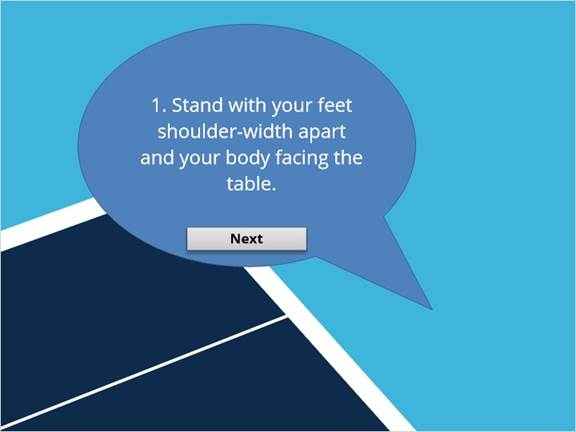 1. Stand with your feet
shoulder-width apart
and your body facing the
table.
Next